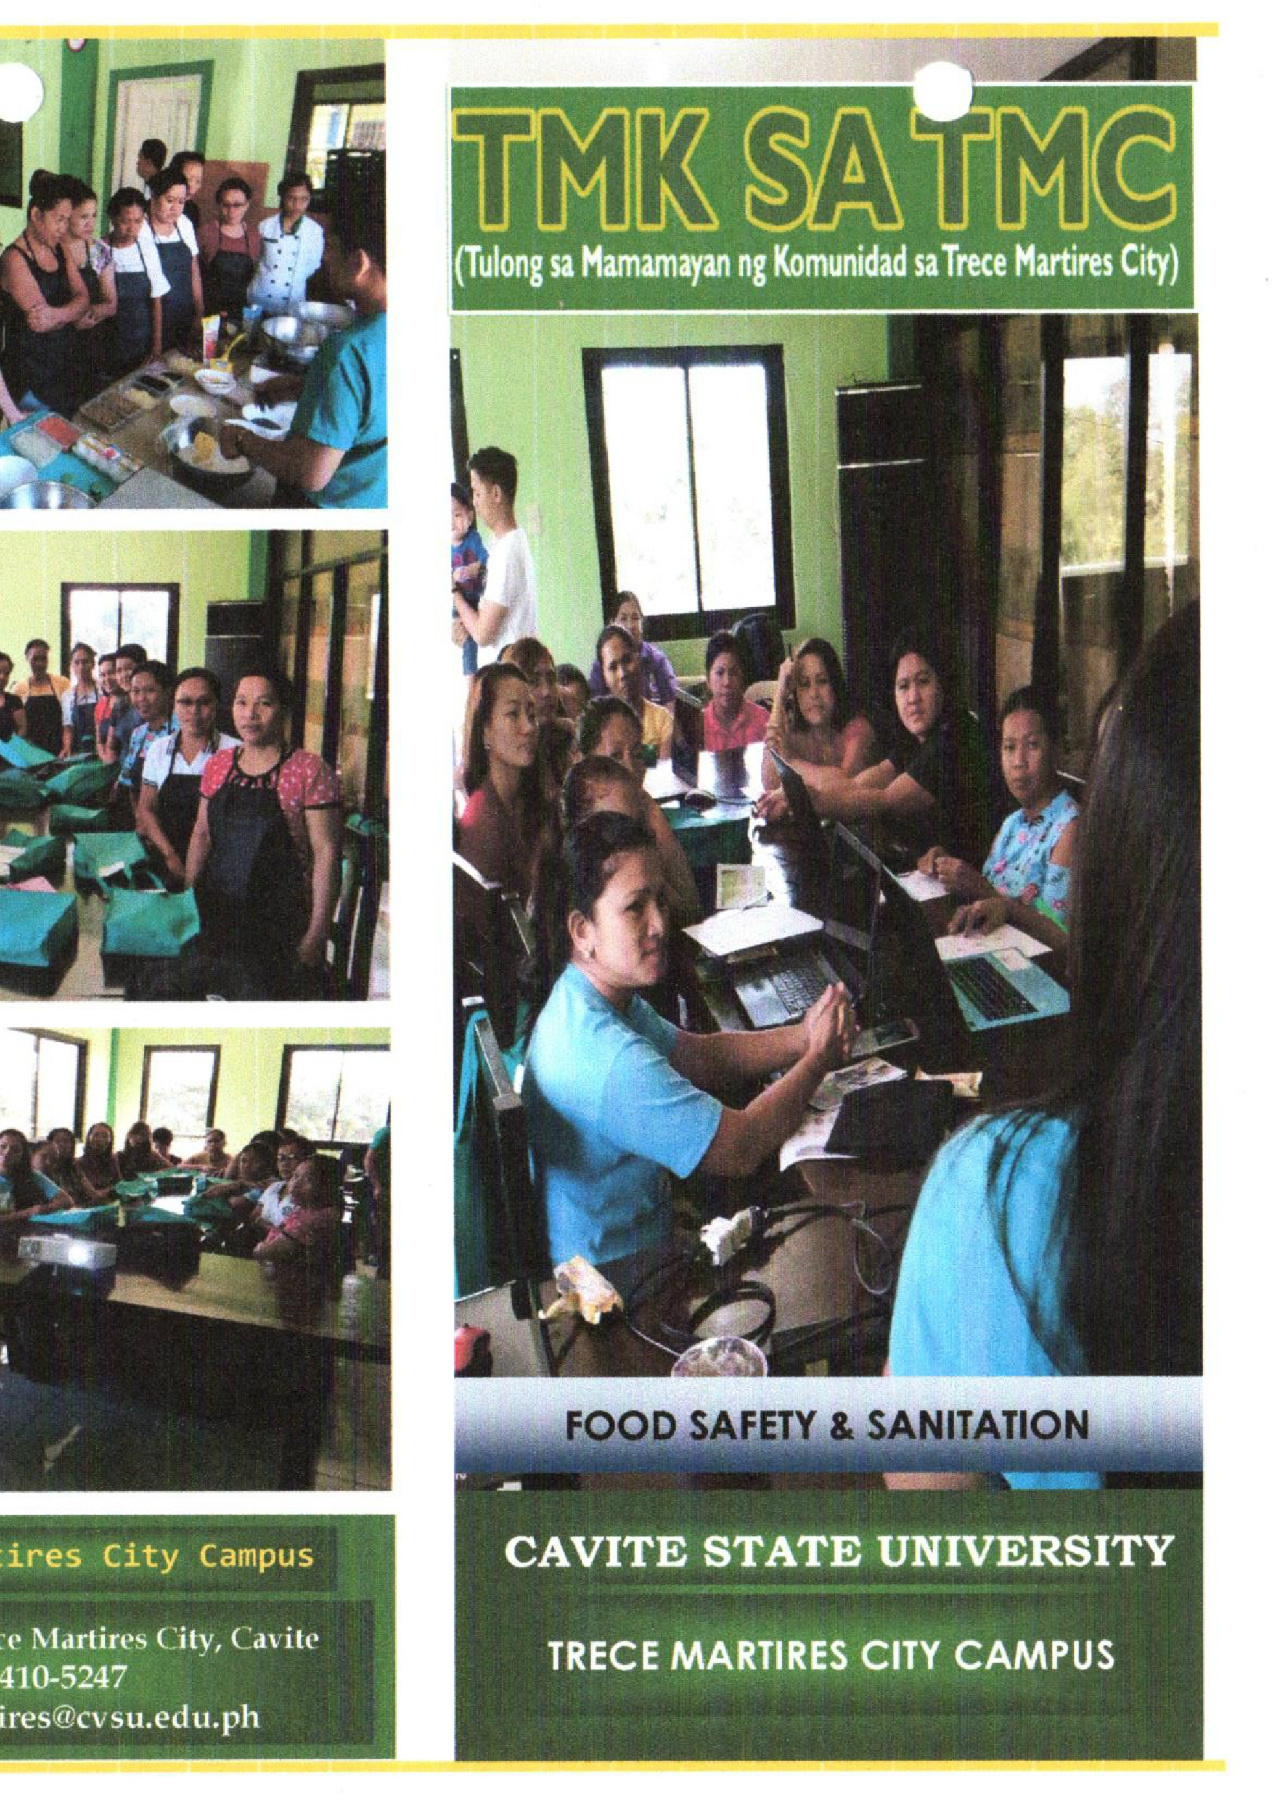 TMK SA TMC
(Tulong sa Mamamayan ng Komunidad sa Trece Martires City)
FOOD SAFETY & SANITATION
CAVITE STATE UNIVERSITY
TRECE MARTIRES CITY CAMPUS
tires City Campus
ce Martires City, Cavite
410-5247
ires@cvsu.edu.ph